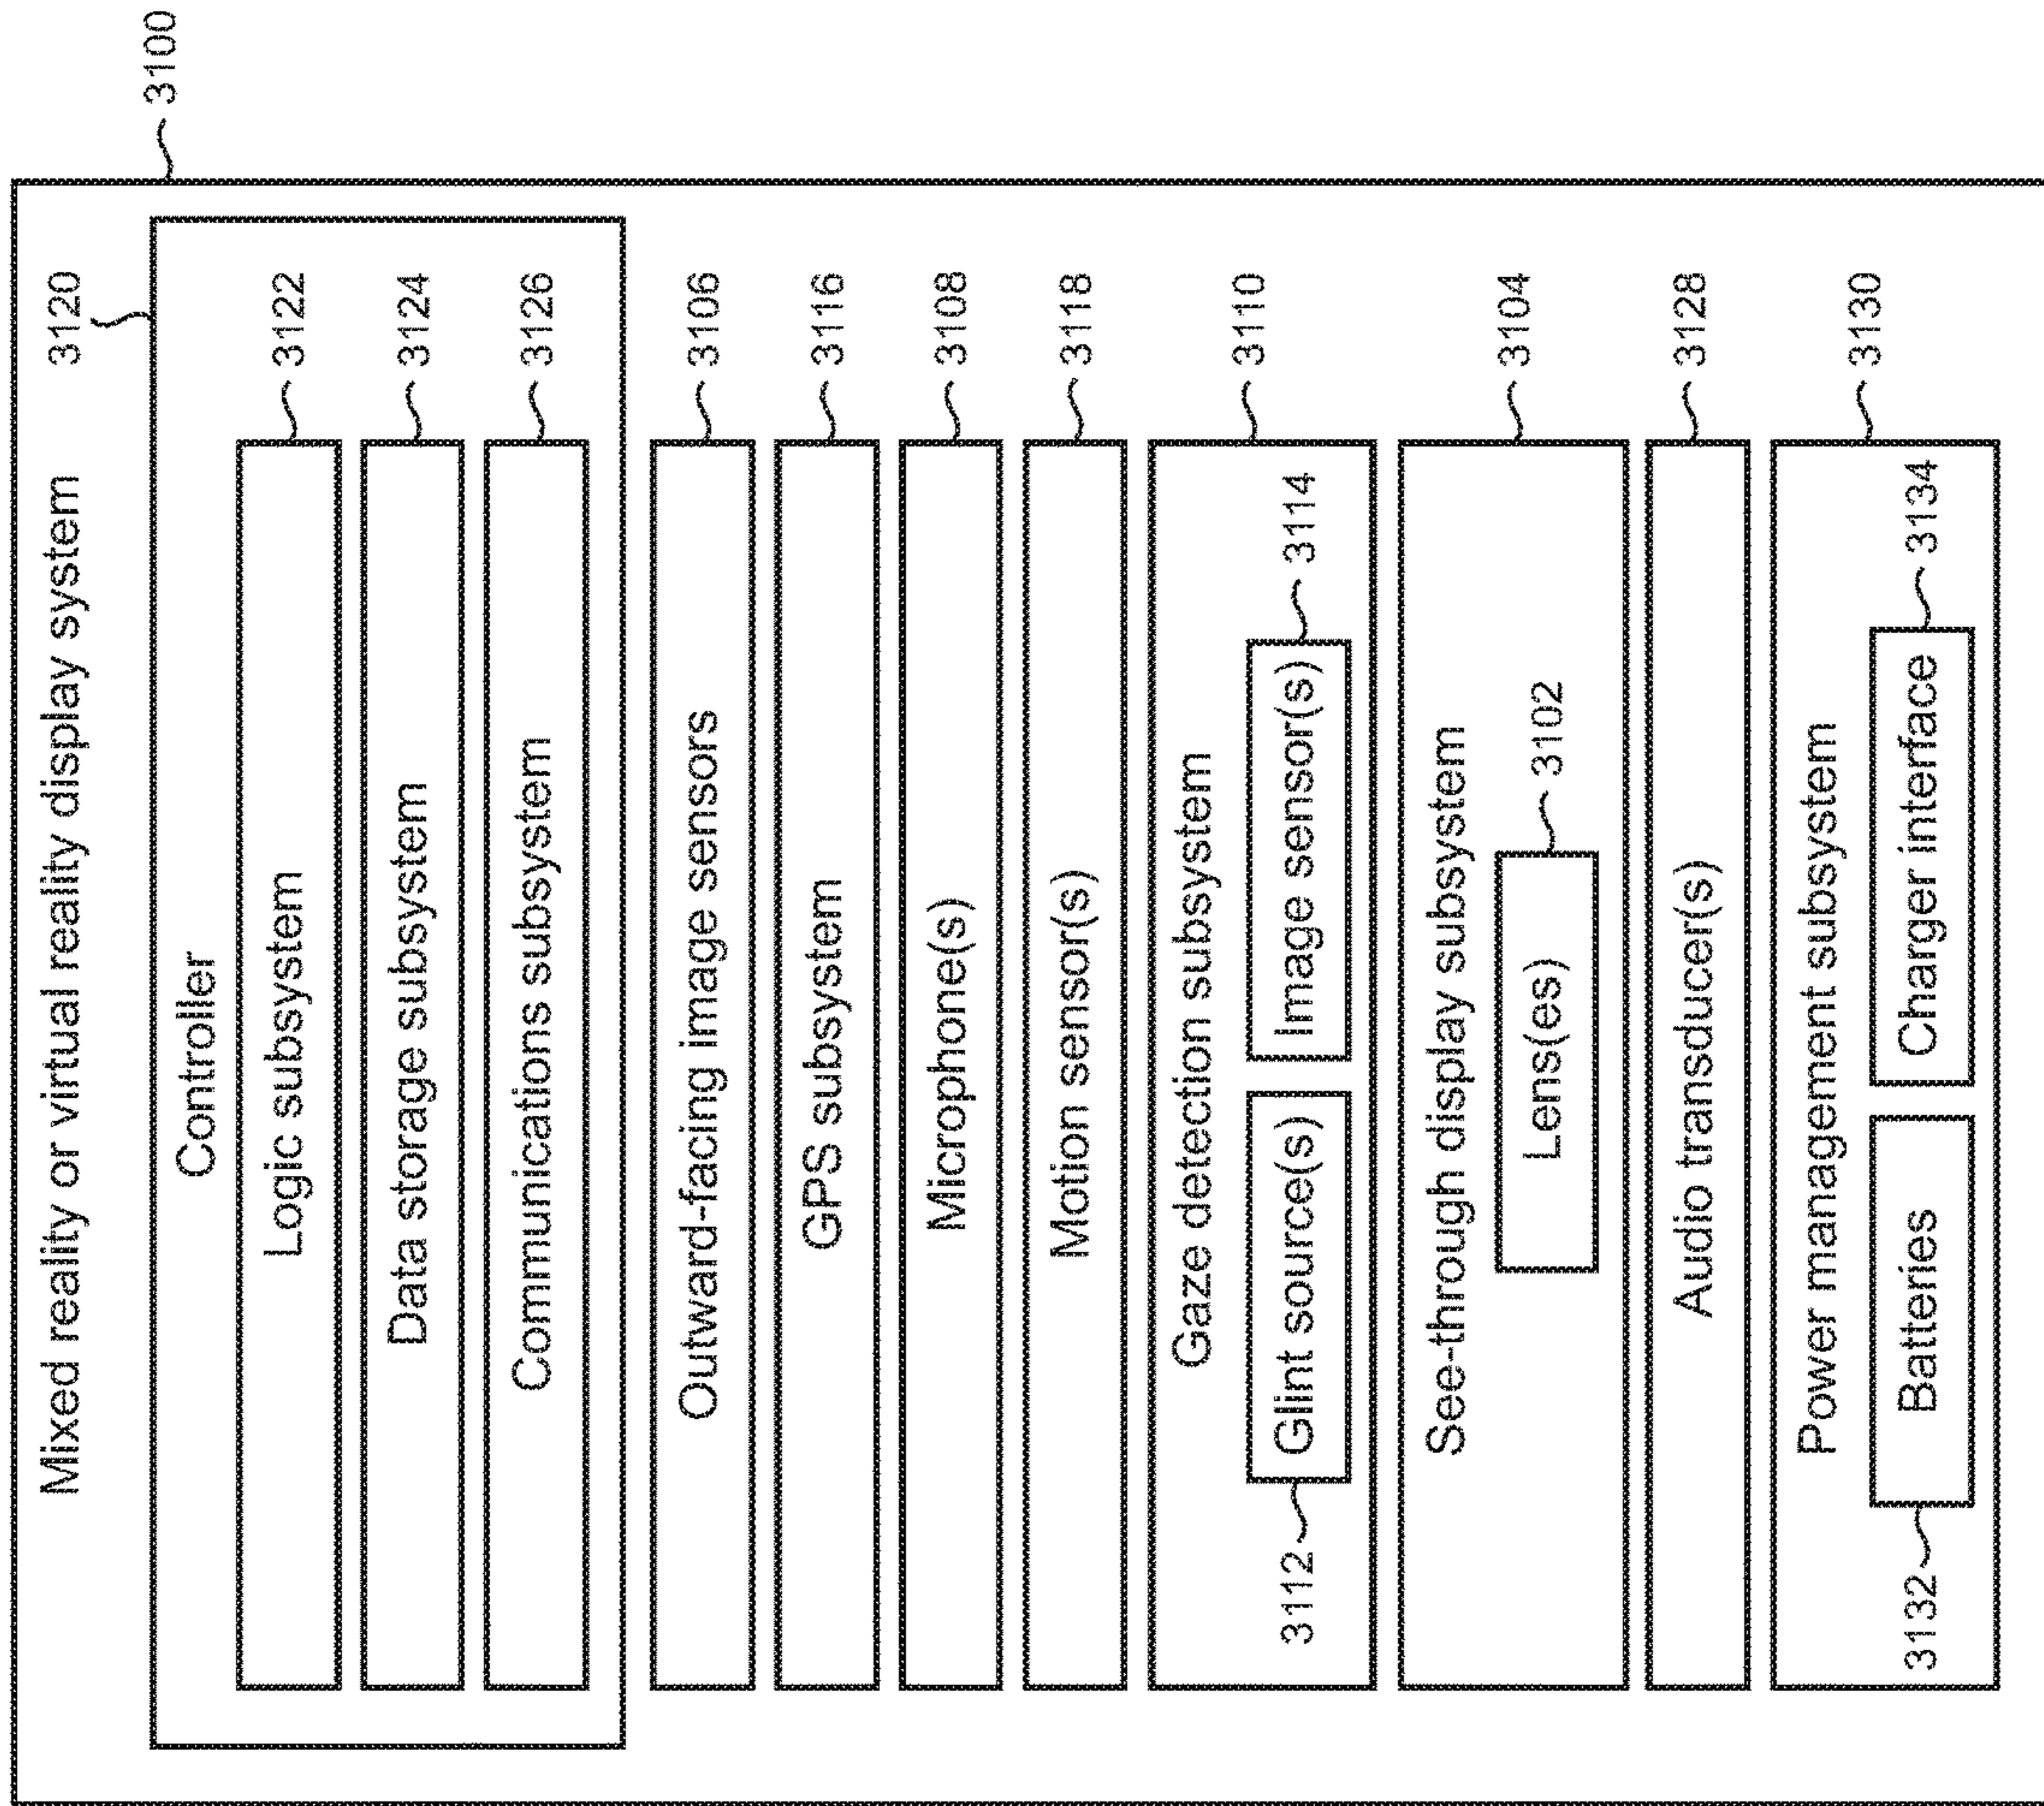 3100
Mixed reality or virtual reality display system 3120
Controller
Logic subsystem 3122
Data storage subsystem 3124
Communications subsystem 3126
Outward-facing image sensors 3106
GPS subsystem 3116
Microphone(s) 3108
Motion sensor(s) 3118
Gaze detection subsystem 3110
3112 Glint source(s) Image sensor(s) 3114
See-through display subsystem 3104
Lens(es) 3102
Audio transducer(s) 3128
Power management subsystem 3130
3132 Batteries Charger interface 3134